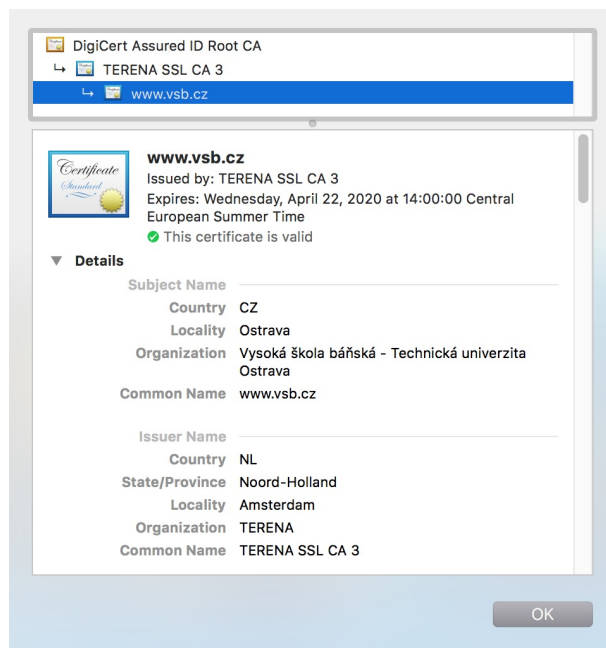 DigiCert Assured ID Root CA
TERENA SSL CA 3
www.vsb.cz
Certificate
Standard
www.vsb.cz
Issued by: TERENA SSL CA 3
Expires: Wednesday, April 22, 2020 at 14:00:00 Central
European Summer Time
This certificate is valid
Details
Subject Name
Country CZ
Locality Ostrava
Organization Vysoká škola báňská - Technická univerzita
Ostrava
Common Name www.vsb.cz
Issuer Name
Country NL
State/Province Noord-Holland
Locality Amsterdam
Organization TERENA
Common Name TERENA SSL CA 3
OK